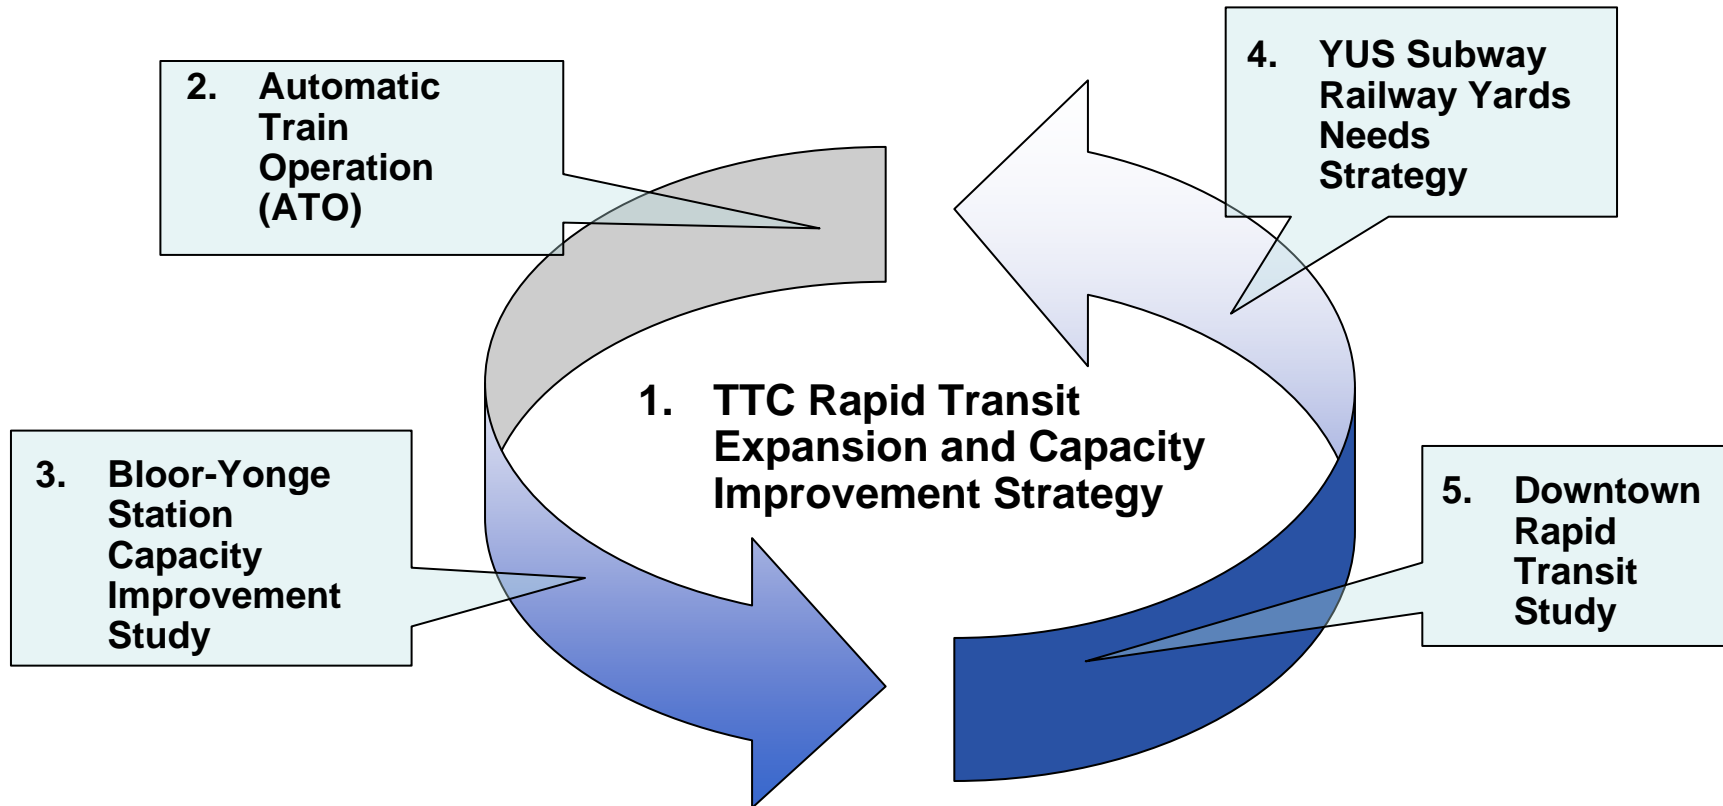 1. TTC Rapid Transit
Expansion and Capacity
Improvement Strategy
2. Automatic
Train
Operation
(ATO)
3. Bloor-Yonge
Station
Capacity
Improvement
Study
4. YUS Subway
Railway Yards
Needs
Strategy
5. Downtown
Rapid
Transit
Study